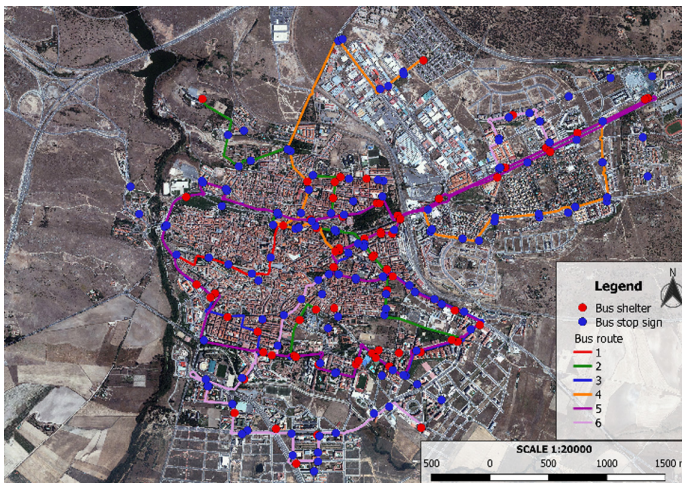 Legend
N
Bus shelter
Bus stop sign
Bus route
1
2
3
4
5
6
SCALE 1:20000
500 0 500 1000 1500 m